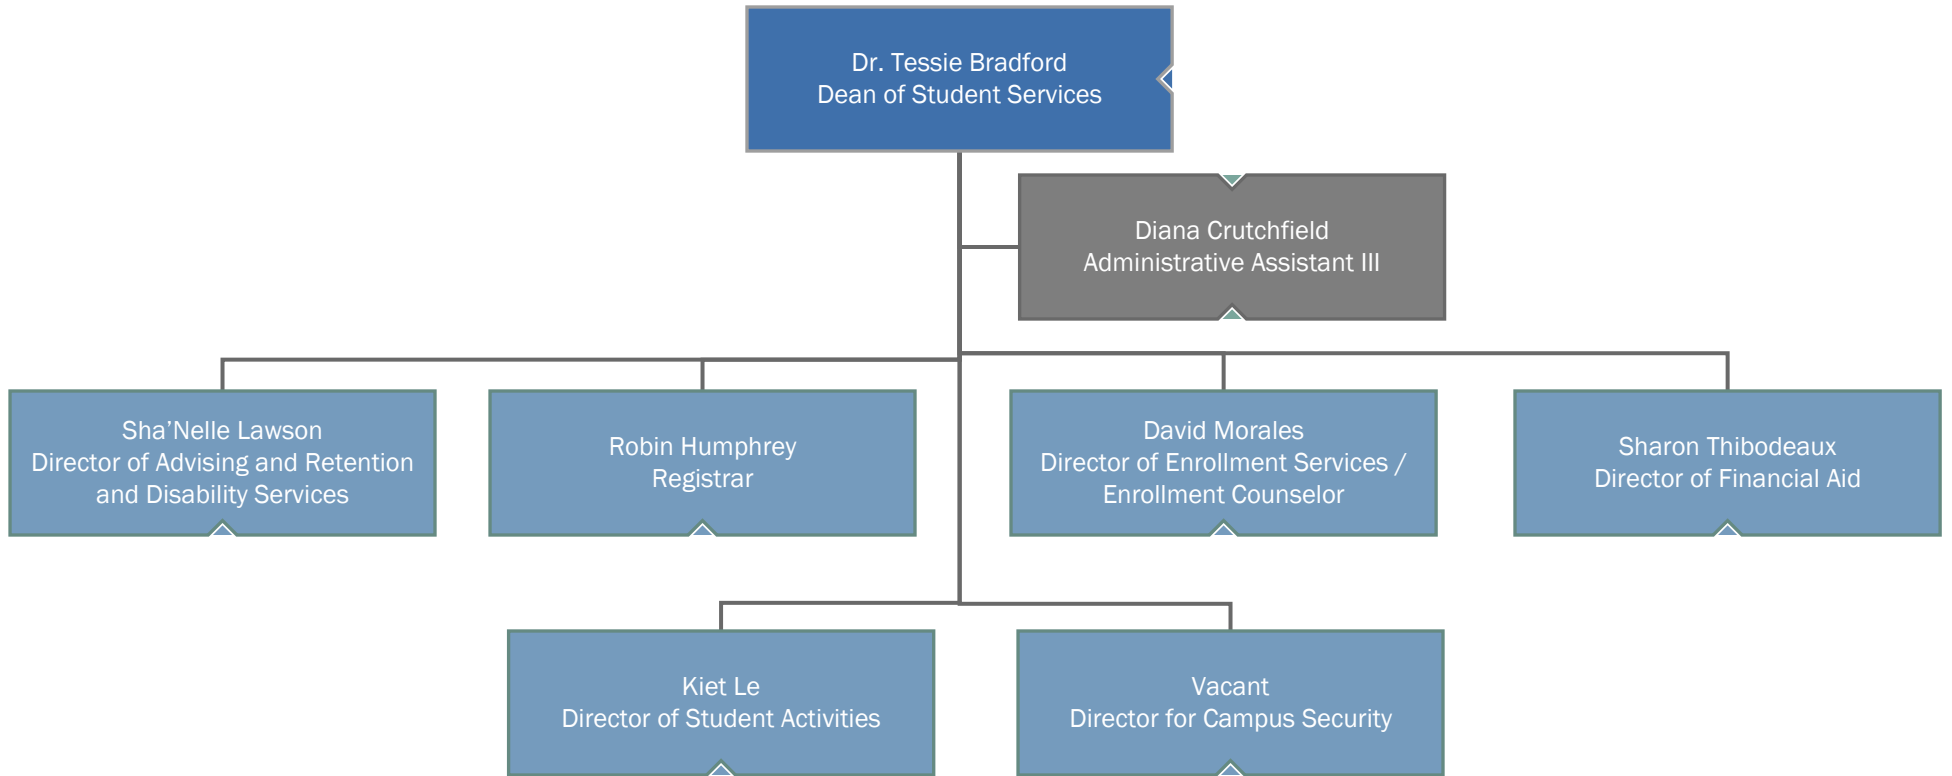 Dr. Tessie Bradford
Dean of Student Services
Diana Crutchfield
Administrative Assistant III
Sha’Nelle Lawson
Director of Advising and Retention
and Disability Services
Robin Humphrey
Registrar
David Morales
Director of Enrollment Services /
Enrollment Counselor
Sharon Thibodeaux
Director of Financial Aid
Kiet Le
Director of Student Activities
Vacant
Director for Campus Security